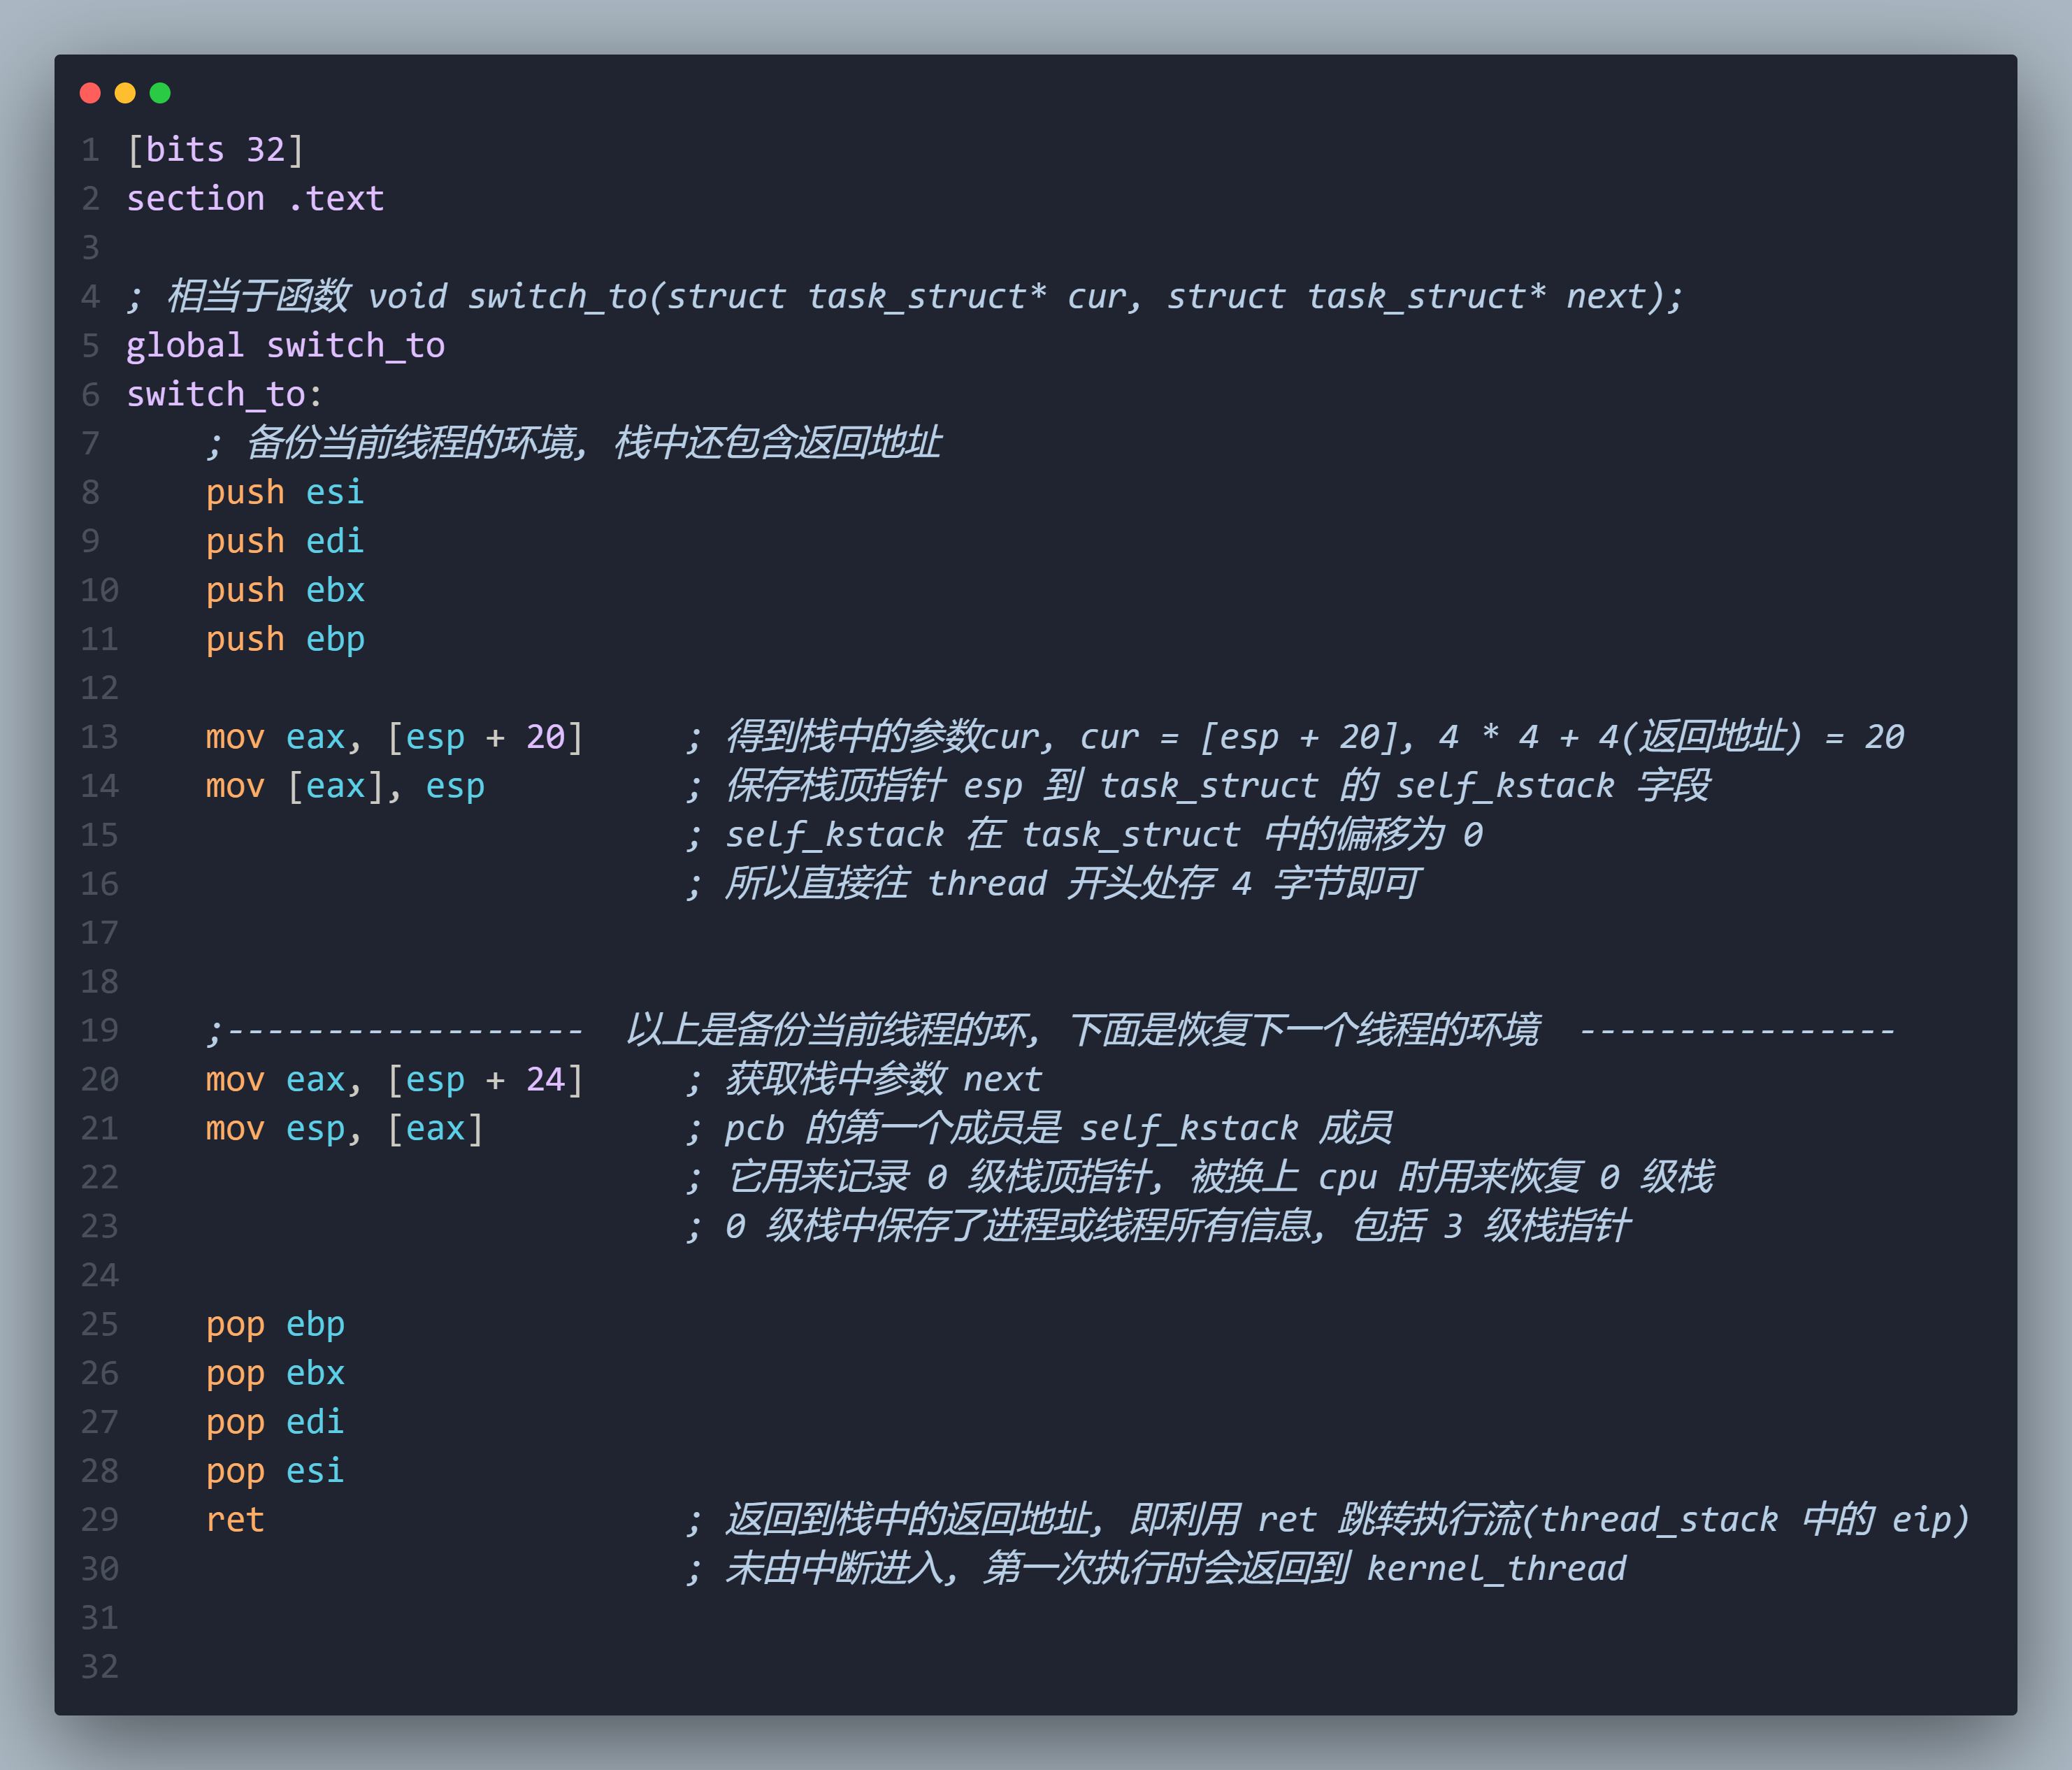 1 [bits 32]
2 section .text
3
4 ; 相当于函数 void switch_to(struct task_struct* cur, struct task_struct* next);
5 global switch_to
6 switch_to:
7     ; 备份当前线程的环境, 栈中还包含返回地址
8     push esi
9     push edi
10     push ebx
11     push ebp
12
13     mov eax, [esp + 20]     ; 得到栈中的参数cur, cur = [esp + 20], 4 * 4 + 4(返回地址) = 20
14     mov [eax], esp          ; 保存栈顶指针 esp 到 task_struct 的 self_kstack 字段
15                             ; self_kstack 在 task_struct 中的偏移为 0
16                             ; 所以直接往 thread 开头处存 4 字节即可
17
18
19     ;------------------  以上是备份当前线程的环, 下面是恢复下一个线程的环境  ----------------
20     mov eax, [esp + 24]     ; 获取栈中参数 next
21     mov esp, [eax]          ; pcb 的第一个成员是 self_kstack 成员
22                             ; 它用来记录 0 级栈顶指针, 被换上 cpu 时用来恢复 0 级栈
23                             ; 0 级栈中保存了进程或线程所有信息, 包括 3 级栈指针
24
25     pop ebp
26     pop ebx
27     pop edi
28     pop esi
29     ret                     ; 返回到栈中的返回地址, 即利用 ret 跳转执行流(thread_stack 中的 eip)
30                             ; 未由中断进入, 第一次执行时会返回到 kernel_thread
31
32